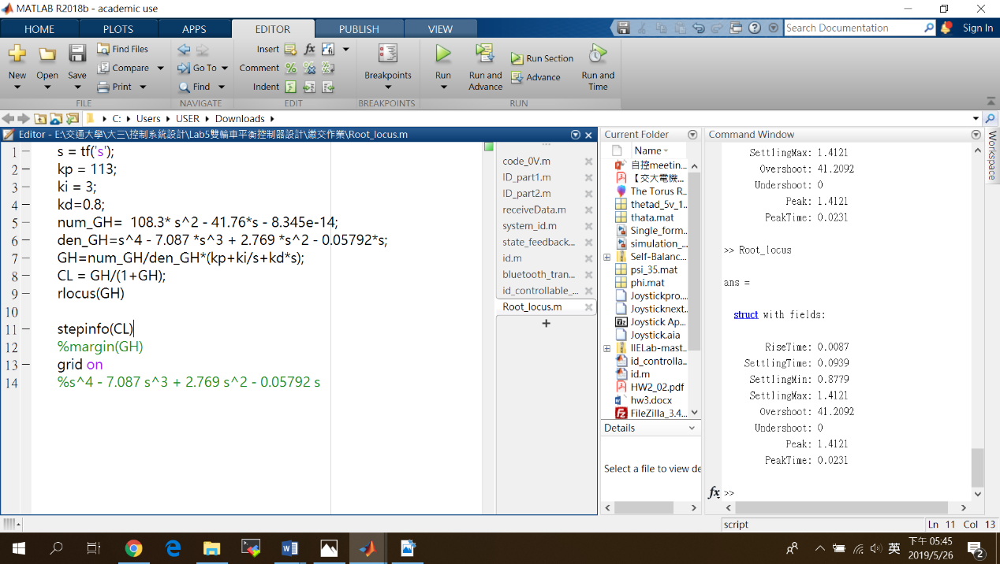 MATLAB R2018b - academic use
HOME PLOTS APPS EDITOR PUBLISH VIEW
Search Documentation
Sign In
New Open Save
Find Files
Compare
Print
FILE
Go To
Find
NAVIGATE
Insert
Comment
Indent
EDIT
Breakpoints
BREAKPOINTS
Run
Run and Advance
Run Section
Advance
Run and Time
RUN
C: Users USER Downloads
Editor - E:\交通大學\大三\控制系統設計\Lab5雙輪車平衡控制器設計\繳交作業\Root_locus.m
1 s = tf('s');
2 kp = 113;
3 ki = 3;
4 kd=0.8;
5 num_GH= 108.3* s^2 - 41.76*s - 8.345e-14;
6 den_GH=s^4 - 7.087 *s^3 + 2.769 *s^2 - 0.05792*s;
7 GH=num_GH/den_GH*(kp+ki/s+kd*s);
8 CL = GH/(1+GH);
9 rlocus(GH)
10
11 stepinfo(CL)
12 %margin(GH)
13 grid on
14 %s^4 - 7.087 s^3 + 2.769 s^2 - 0.05792 s
code_0V.m
ID_part1.m
ID_part2.m
receiveData.m
system_id.m
state_feedback...
id.m
bluetooth_tran...
id_controllable_...
Root_locus.m
Current Folder
Name
自控meetin...
【交大電機...
The Torus R...
thetad_5v_1...
thata.mat
Single_form...
simulation_...
Self-Balanc...
psi_35.mat
phi.mat
Joystickpro....
Joysticknext...
Joystick Ap...
Joystick.aia
IIELab-mast...
id_controlla...
id.m
HW2_02.pdf
hw3.docx
FileZilla_3.4...
Details
Select a file to view de
Command Window
SettlingMax: 1.4121
Overshoot: 41.2092
Undershoot: 0
Peak: 1.4121
PeakTime: 0.0231
>> Root_locus
ans =
struct with fields:
RiseTime: 0.0087
SettlingTime: 0.0939
SettlingMin: 0.8779
SettlingMax: 1.4121
Overshoot: 41.2092
Undershoot: 0
Peak: 1.4121
PeakTime: 0.0231
fx >>
Workspace
script
Ln 11 Col 13
英
下午 05:45
2019/5/26
2